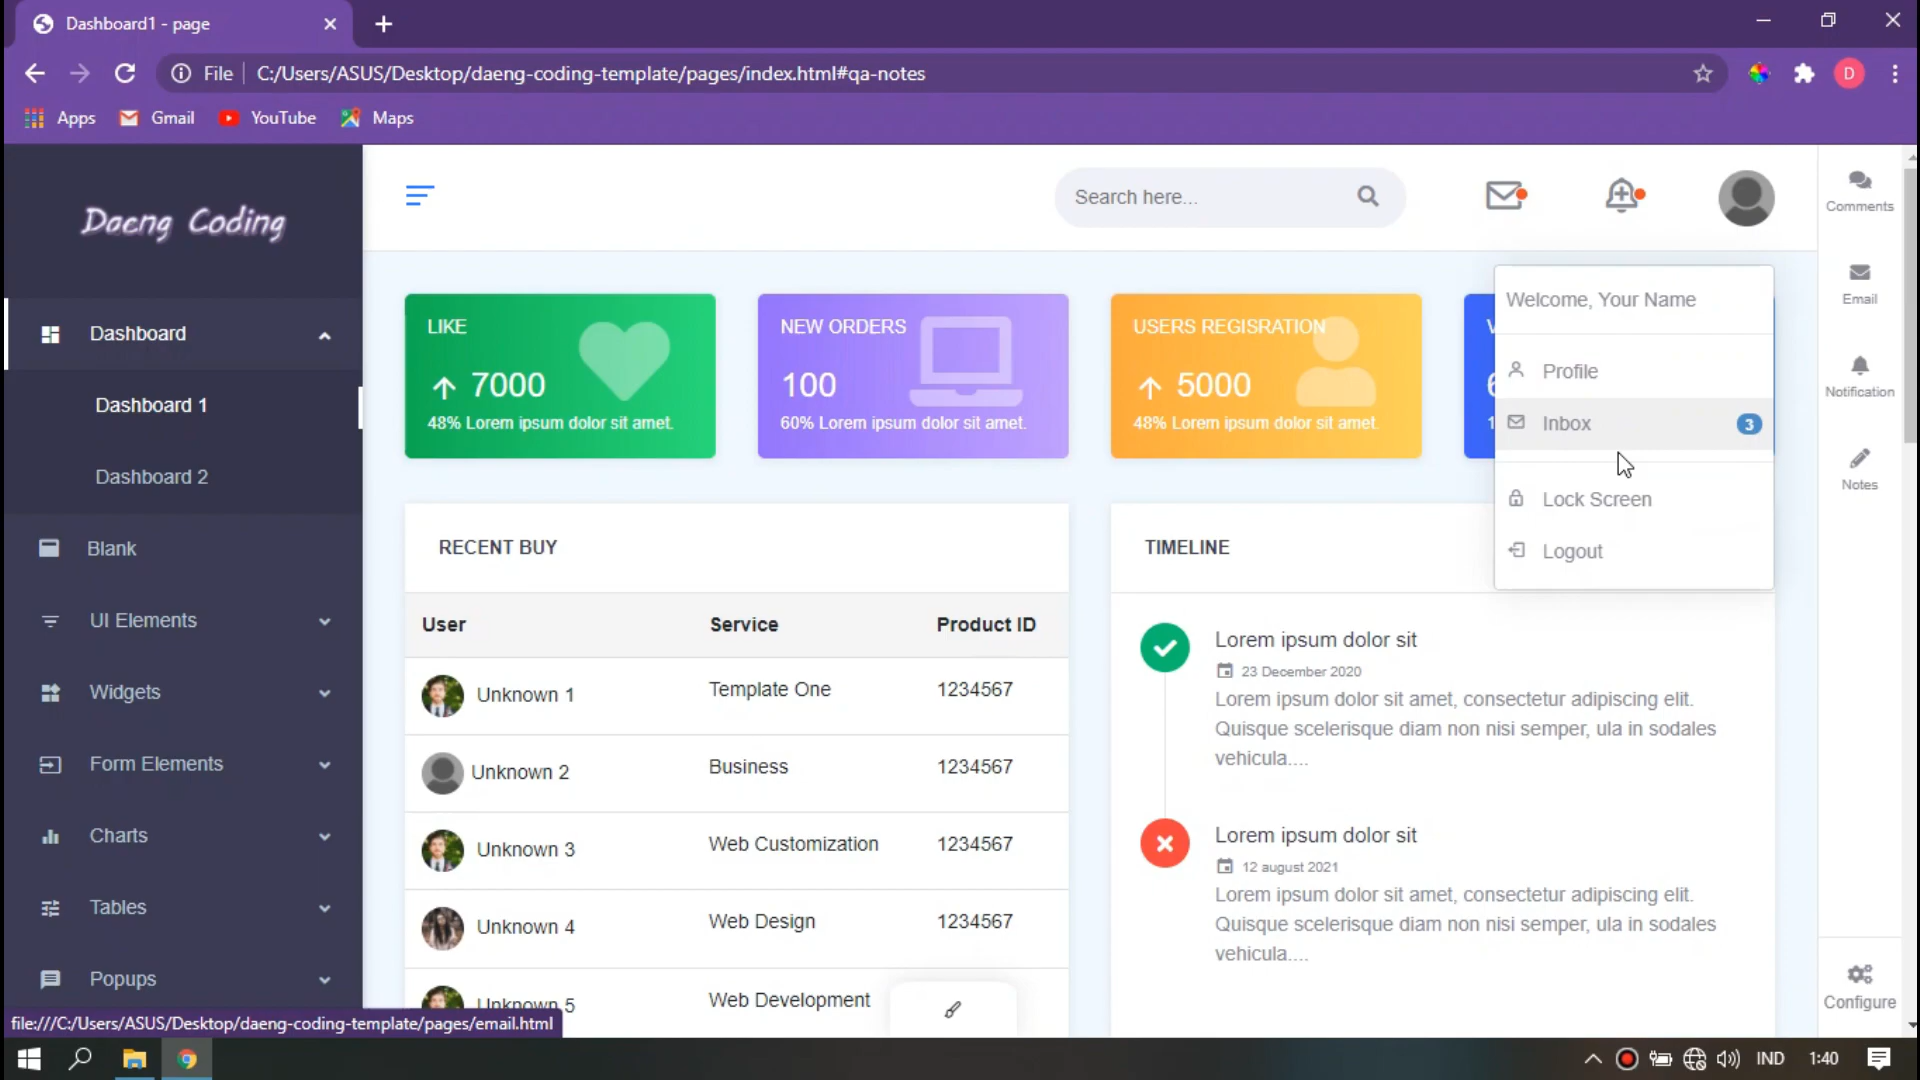 Dashboard1 - page
File
C:/Users/ASUS/Desktop/daeng-coding-template/pages/index.html#qa-notes
D
Apps
Gmail
YouTube
Maps
Daeng Coding
Search here...
Comments
Email
Notification
Notes
Configure
Dashboard
Dashboard 1
Dashboard 2
Blank
UI Elements
Widgets
Form Elements
Charts
Tables
Popups
LIKE
7000
48% Lorem ipsum dolor sit amet.
NEW ORDERS
100
60% Lorem ipsum dolor sit amet.
USERS REGISRATION
5000
48% Lorem ipsum dolor sit amet.
Welcome, Your Name
Profile
Inbox
3
Lock Screen
Logout
RECENT BUY
User Service Product ID
Unknown 1 Template One 1234567
Unknown 2 Business 1234567
Unknown 3 Web Customization 1234567
Unknown 4 Web Design 1234567
Unknown 5 Web Development
TIMELINE
Lorem ipsum dolor sit
23 December 2020
Lorem ipsum dolor sit amet, consectetur adipiscing elit.
Quisque scelerisque diam non nisi semper, ula in sodales
vehicula....
Lorem ipsum dolor sit
12 august 2021
Lorem ipsum dolor sit amet, consectetur adipiscing elit.
Quisque scelerisque diam non nisi semper, ula in sodales
vehicula....
file:///C:/Users/ASUS/Desktop/daeng-coding-template/pages/email.html
IND
1:40